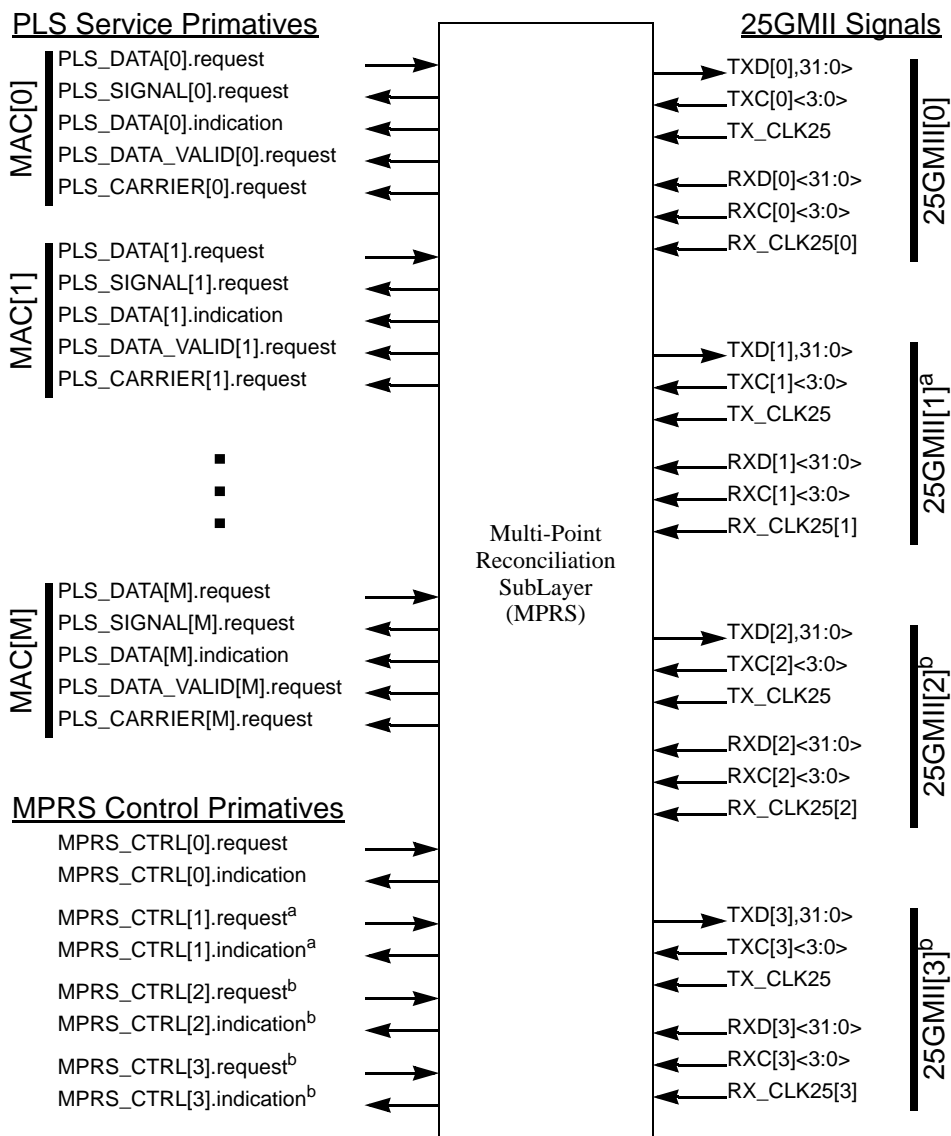 PLS Service Primatives
MAC[0]
PLS_DATA[0].request
PLS_SIGNAL[0].request
PLS_DATA[0].indication
PLS_DATA_VALID[0].request
PLS_CARRIER[0].request
MAC[1]
PLS_DATA[1].request
PLS_SIGNAL[1].request
PLS_DATA[1].indication
PLS_DATA_VALID[1].request
PLS_CARRIER[1].request
MAC[M]
PLS_DATA[M].request
PLS_SIGNAL[M].request
PLS_DATA[M].indication
PLS_DATA_VALID[M].request
PLS_CARRIER[M].request
MPRS Control Primatives
MPRS_CTRL[0].request
MPRS_CTRL[0].indication
MPRS_CTRL[1].requesta
MPRS_CTRL[1].indicationa
MPRS_CTRL[2].requestb
MPRS_CTRL[2].indicationb
MPRS_CTRL[3].requestb
MPRS_CTRL[3].indicationb
Multi-Point
Reconciliation
SubLayer
(MPRS)
25GMII Signals
TXD[0],31:0>
TXC[0]<3:0>
TX_CLK25
RXD[0]<31:0>
RXC[0]<3:0>
RX_CLK25[0]
25GMII[0]
TXD[1],31:0>
TXC[1]<3:0>
TX_CLK25
RXD[1]<31:0>
RXC[1]<3:0>
RX_CLK25[1]
25GMII[1]a
TXD[2],31:0>
TXC[2]<3:0>
TX_CLK25
RXD[2]<31:0>
RXC[2]<3:0>
RX_CLK25[2]
25GMII[2]b
TXD[3],31:0>
TXC[3]<3:0>
TX_CLK25
RXD[3]<31:0>
RXC[3]<3:0>
RX_CLK25[3]
25GMII[3]b